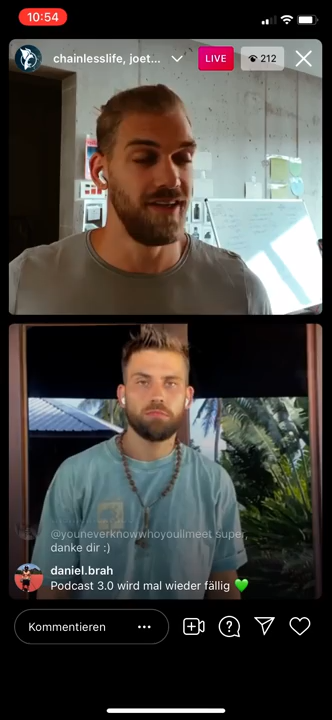 10:54
chainlesslife, joet...
LIVE
212
@youneverknowwhoyoullmeet super,
danke dir :)
daniel.brah
Podcast 3.0 wird mal wieder fällig 💚
Kommentieren